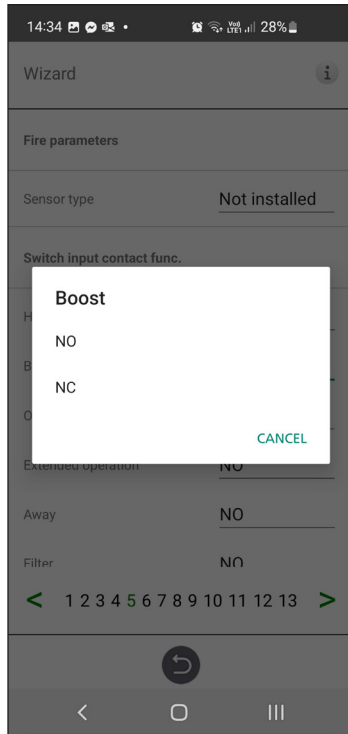 14:34 Vo)) LTE1 28%
Wizard i
Fire parameters
Sensor type Not installed
Switch input contact func.
H
Boost
NO
B
NC
O
CANCEL
Extended operation NO
Away NO
Filter NO
< 1 2 3 4 5 6 7 8 9 10 11 12 13 >